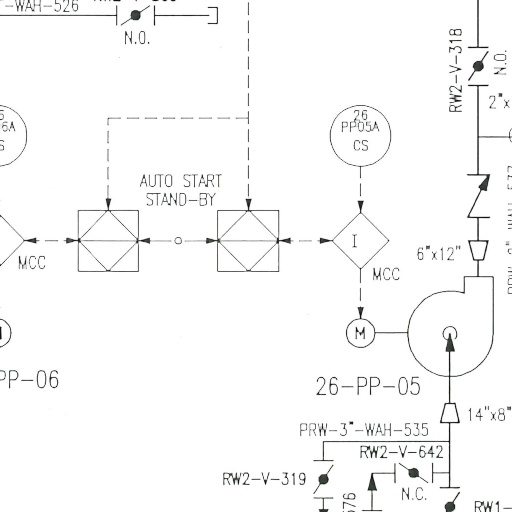 -WAH-526
N.O.
RW2-V-318
N.O.
26
PP05A
CS
6A
S
AUTO START
STAND-BY
I
6"x12"
MCC
MCC
M
PP-06
26-PP-05
14"x8"
PRW-3"-WAH-535
RW2-V-642
RW2-V-319
N.C.
RW1-